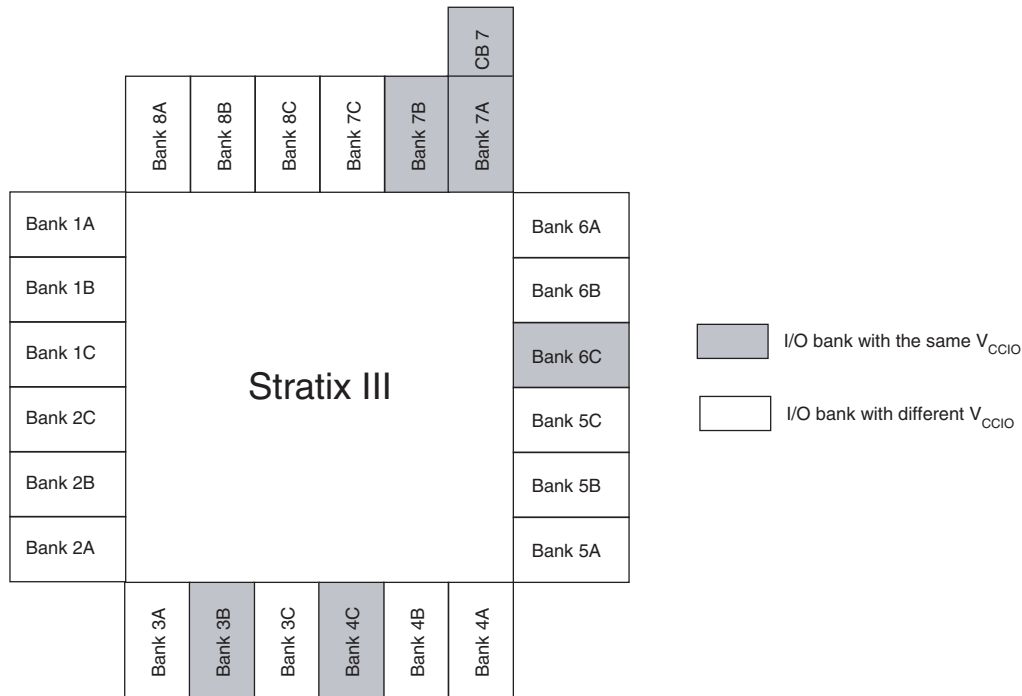 CB 7
Bank 8A
Bank 8B
Bank 8C
Bank 7C
Bank 7B
Bank 7A
Bank 1A
Bank 1B
Bank 1C
Bank 2C
Bank 2B
Bank 2A
Stratix III
Bank 6A
Bank 6B
Bank 6C
Bank 5C
Bank 5B
Bank 5A
Bank 3A
Bank 3B
Bank 3C
Bank 4C
Bank 4B
Bank 4A
I/O bank with the same VCCIO
I/O bank with different VCCIO